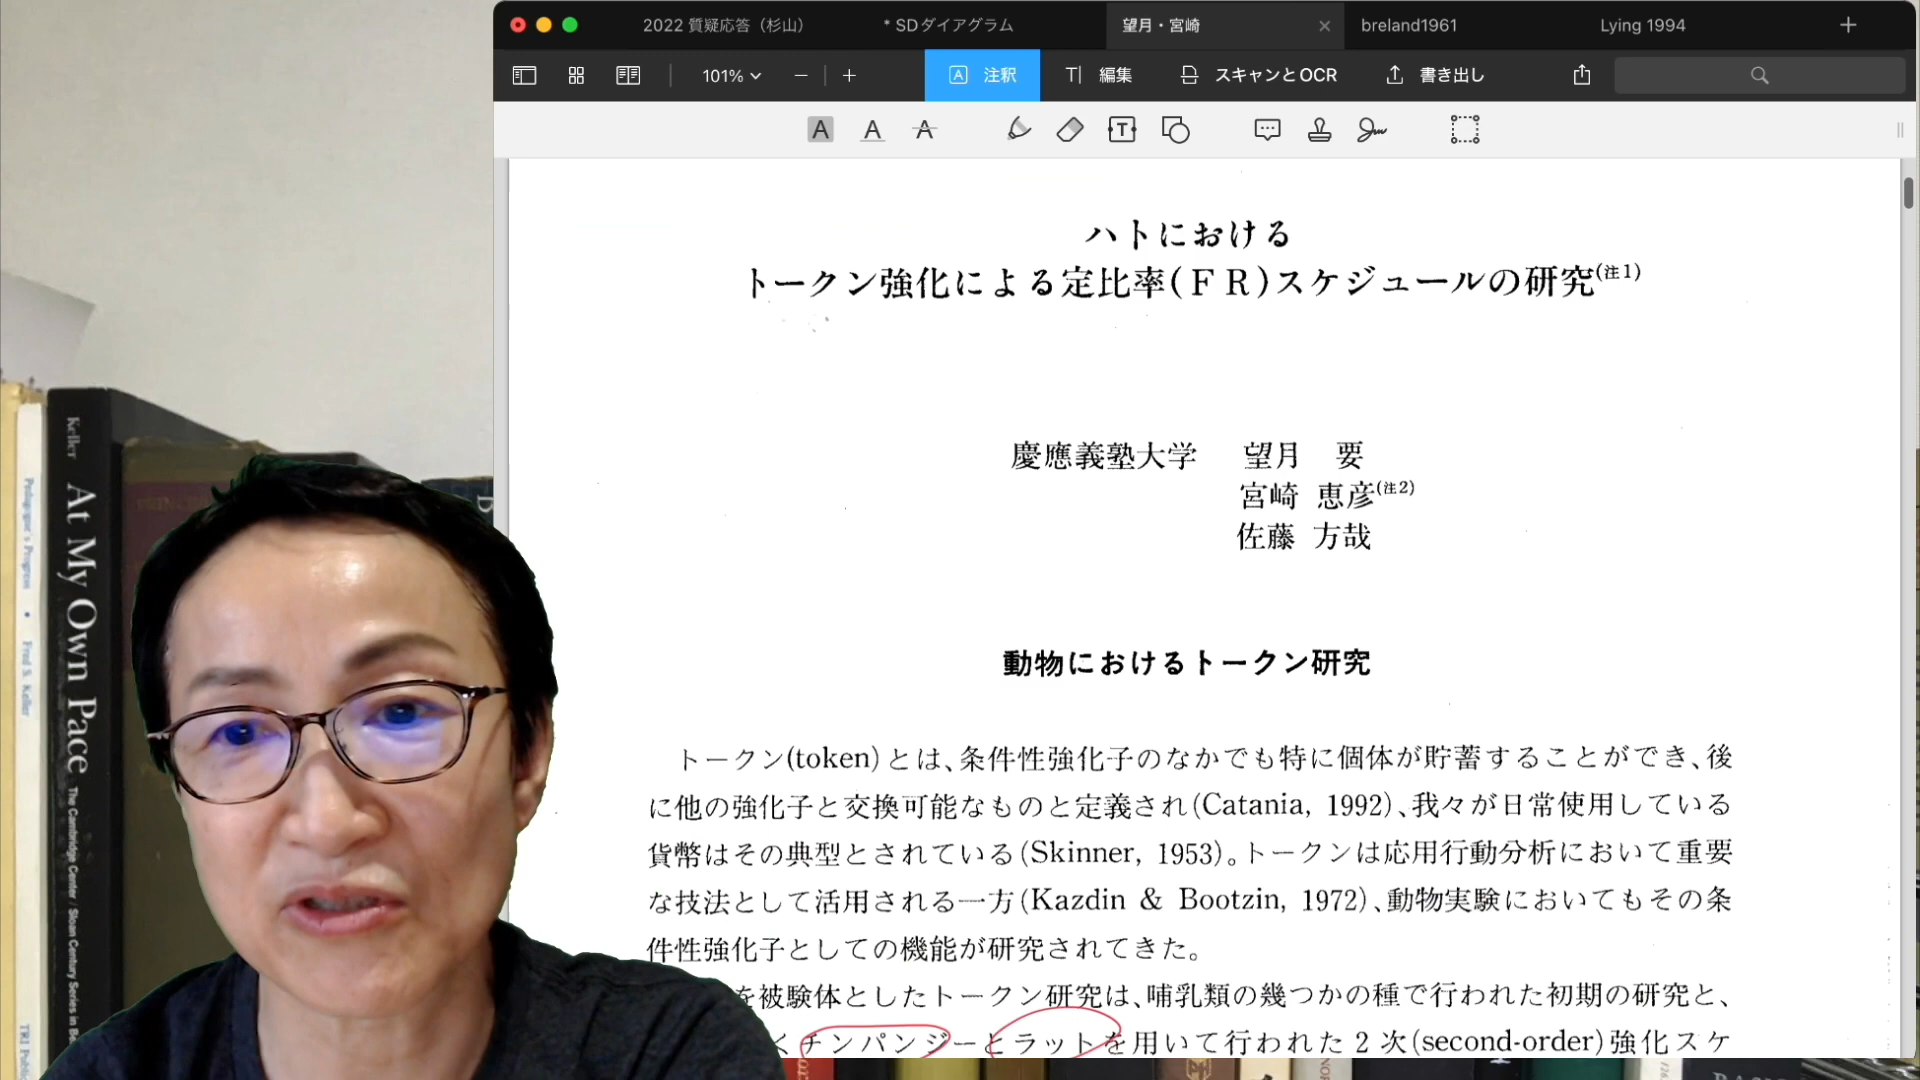 2022 質疑応答（杉山）
* SDダイアグラム
望月・宮崎
breland1961
Lying 1994
101%
注釈
編集
スキャンとOCR
書き出し
ハトにおける
トークン強化による定比率(ＦＲ)スケジュールの研究(注1)
慶應義塾大学 望月 要
宮崎 恵彦(注2)
佐藤 方哉
動物におけるトークン研究
トークン(token)とは、条件性強化子のなかでも特に個体が貯蓄することができ、後
に他の強化子と交換可能なものと定義され(Catania, 1992)、我々が日常使用している
貨幣はその典型とされている(Skinner, 1953)。トークンは応用行動分析において重要
な技法として活用される一方(Kazdin & Bootzin, 1972)、動物実験においてもその条
件性強化子としての機能が研究されてきた。
を被験体としたトークン研究は、哺乳類の幾つかの種で行われた初期の研究と、
くチンパンジーとラットを用いて行われた２次(second-order)強化スケ
Keller
At My Own Pace
The Cambridge Center / Sloan Century Series in Be
Pedagogue's Progress • Fred S. Keller
TRI Publi